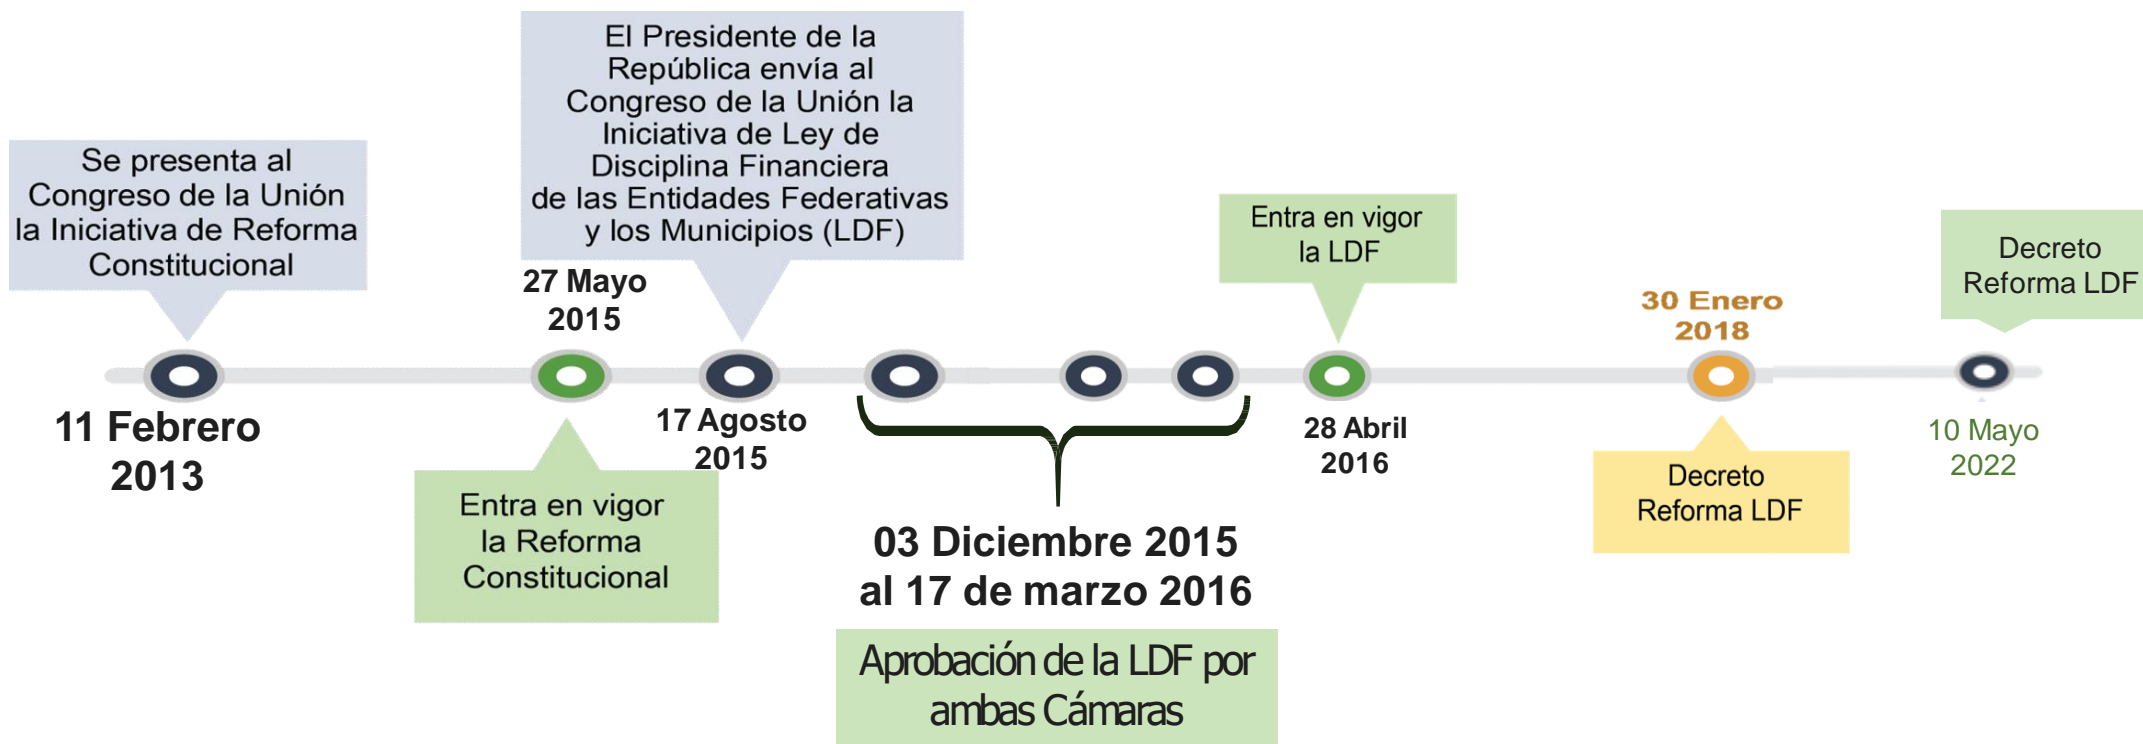 Se presenta al
Congreso de la Unión
la Iniciativa de Reforma
Constitucional
11 Febrero
2013
27 Mayo
2015
Entra en vigor
la Reforma
Constitucional
El Presidente de la
República envía al
Congreso de la Unión la
Iniciativa de Ley de
Disciplina Financiera
de las Entidades Federativas
y los Municipios (LDF)
17 Agosto
2015
03 Diciembre 2015
al 17 de marzo 2016
Aprobación de la LDF por
ambas Cámaras
Entra en vigor
la LDF
28 Abril
2016
30 Enero
2018
Decreto
Reforma LDF
Decreto
Reforma LDF
10 Mayo
2022